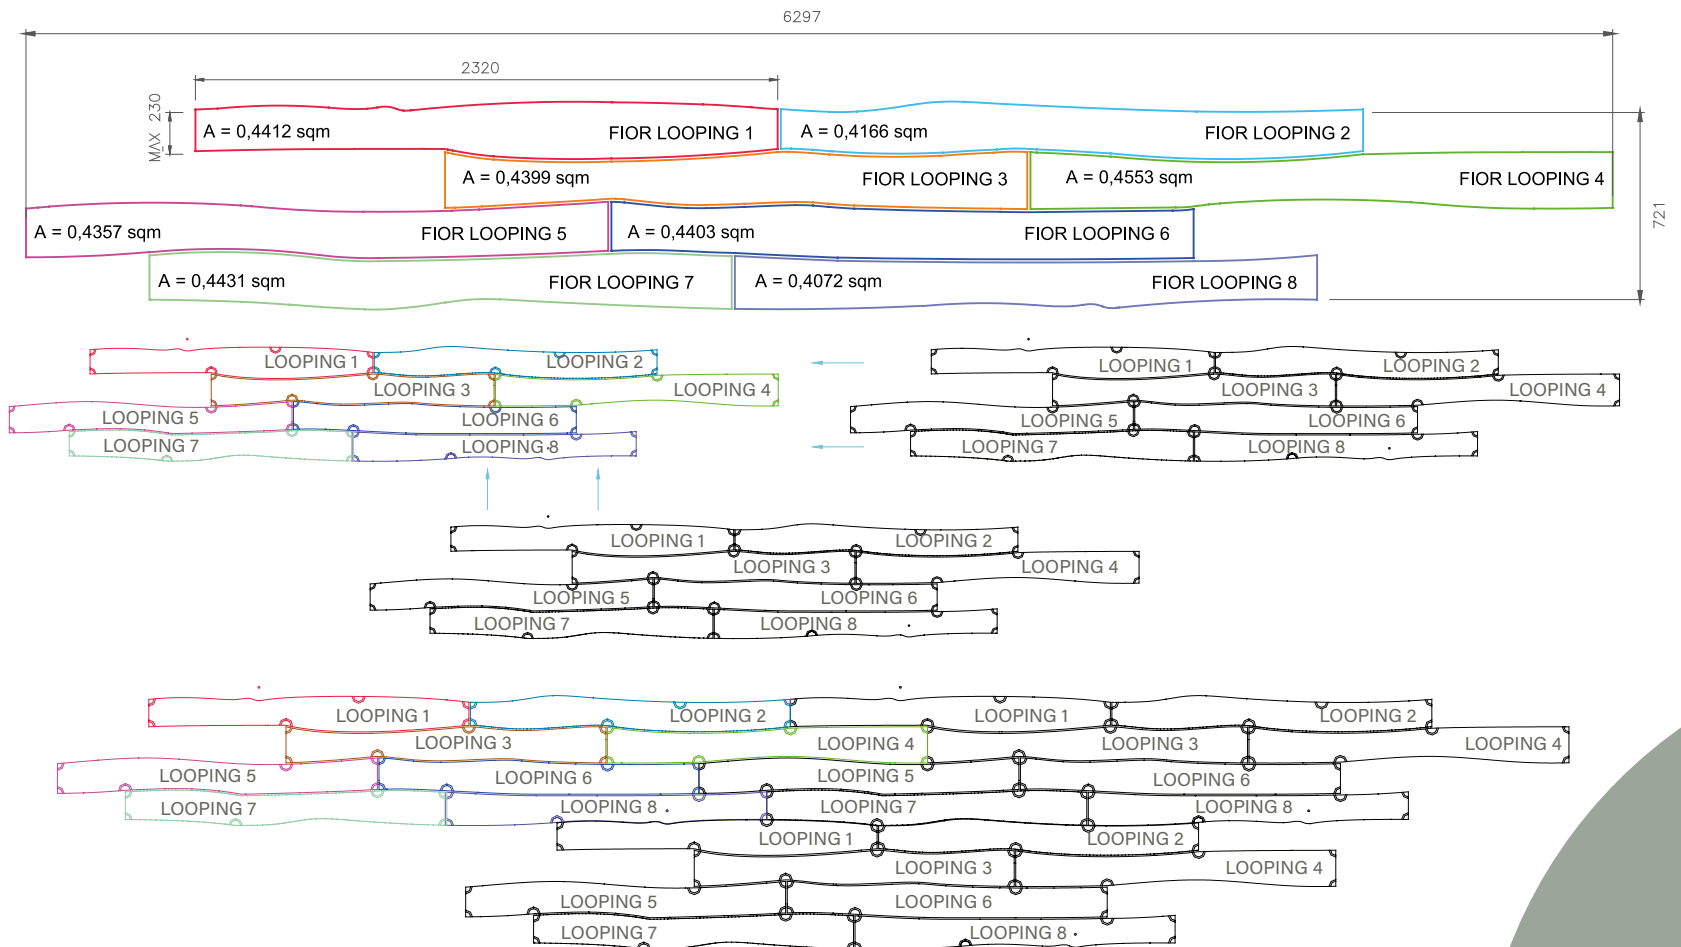 6297
2320
MAX 230
A = 0,4412 sqm FIOR LOOPING 1
A = 0,4166 sqm FIOR LOOPING 2
A = 0,4399 sqm FIOR LOOPING 3
A = 0,4553 sqm FIOR LOOPING 4
721
A = 0,4357 sqm FIOR LOOPING 5
A = 0,4403 sqm FIOR LOOPING 6
A = 0,4431 sqm FIOR LOOPING 7
A = 0,4072 sqm FIOR LOOPING 8
LOOPING 1 LOOPING 2
LOOPING 3 LOOPING 4
LOOPING 5 LOOPING 6
LOOPING 7 LOOPING 8
LOOPING 1 LOOPING 2
LOOPING 3 LOOPING 4
LOOPING 5 LOOPING 6
LOOPING 7 LOOPING 8
LOOPING 1 LOOPING 2
LOOPING 3 LOOPING 4
LOOPING 5 LOOPING 6
LOOPING 7 LOOPING 8
LOOPING 1 LOOPING 2 LOOPING 1 LOOPING 2
LOOPING 3 LOOPING 4 LOOPING 3 LOOPING 4
LOOPING 5 LOOPING 6 LOOPING 5 LOOPING 6
LOOPING 7 LOOPING 8 LOOPING 7 LOOPING 8
LOOPING 1 LOOPING 2
LOOPING 3 LOOPING 4
LOOPING 5 LOOPING 6
LOOPING 7 LOOPING 8